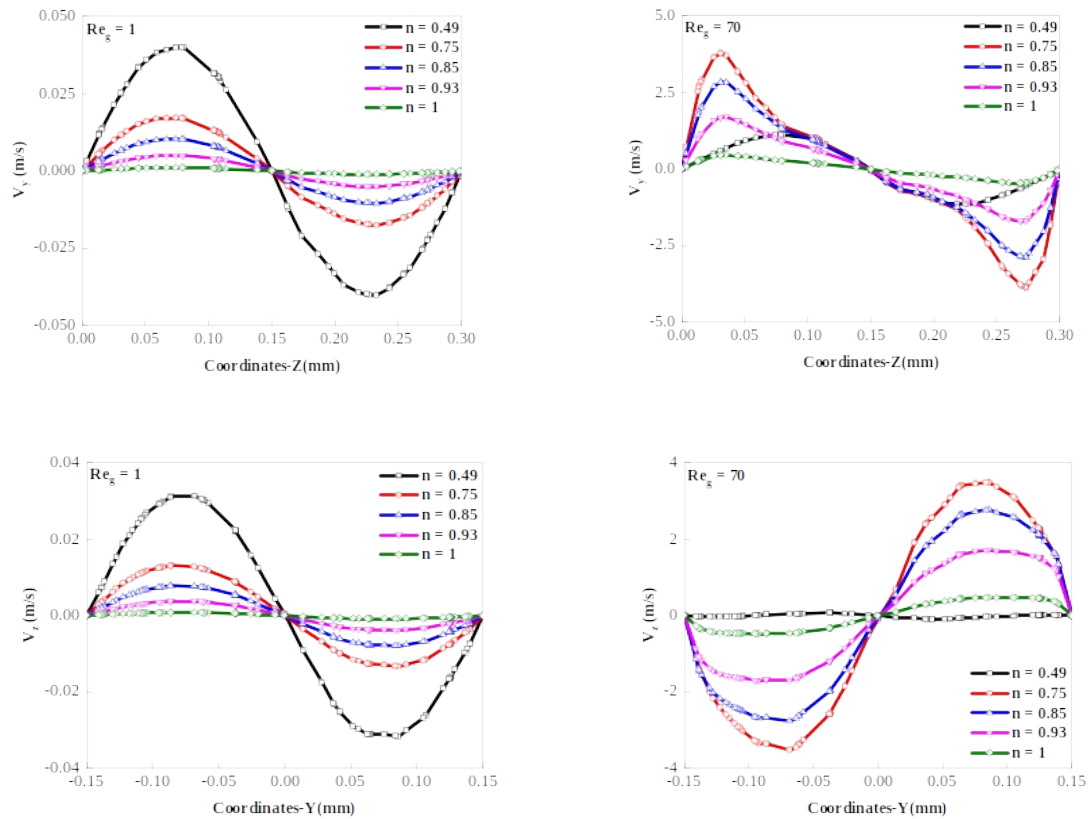 Re_g = 1
n = 0.49
n = 0.75
n = 0.85
n = 0.93
n = 1
0.050
0.025
0.000
-0.025
-0.050
V_y (m/s)
0.00 0.05 0.10 0.15 0.20 0.25 0.30
Coordinates-Z(mm)
Re_g = 70
n = 0.49
n = 0.75
n = 0.85
n = 0.93
n = 1
5.0
2.5
0.0
-2.5
-5.0
V_y (m/s)
0.00 0.05 0.10 0.15 0.20 0.25 0.30
Coordinates-Z(mm)
Re_g = 1
n = 0.49
n = 0.75
n = 0.85
n = 0.93
n = 1
0.04
0.02
0.00
-0.02
-0.04
V_z (m/s)
-0.15 -0.10 -0.05 0.00 0.05 0.10 0.15
Coordinates-Y(mm)
Re_g = 70
n = 0.49
n = 0.75
n = 0.85
n = 0.93
n = 1
4
2
0
-2
-4
V_z (m/s)
-0.15 -0.10 -0.05 0.00 0.05 0.10 0.15
Coordinates-Y(mm)